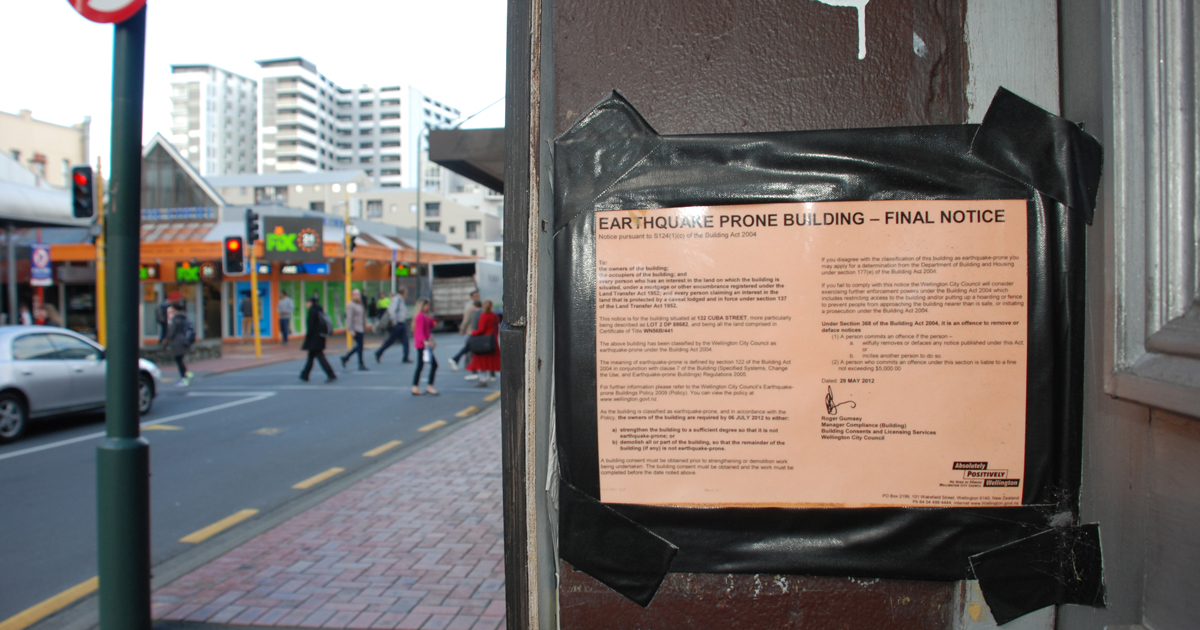 EARTHQUAKE PRONE BUILDING – FINAL NOTICE
Notice pursuant to S124(1)(c) of the Building Act 2004
To:
the owners of the building;
the occupiers of the building; and
every person who has an interest in the land on which the building is
situated, under a mortgage or other encumbrance registered under the
Land Transfer Act 1952; and every person claiming an interest in the
land that is protected by a caveat lodged and in force under section 137
of the Land Transfer Act 1952.
This notice is for the building situated at 132 CUBA STREET, more particularly
being described as LOT 2 DP 69682, and being all the land comprised in
Certificate of Title
The above building has been classified by the Wellington City Council as
earthquake-prone under the Building Act 2004.
The meaning of earthquake-prone is defined by section 122 of the Building Act
2004 in conjunction with clause 7 of the Building (Specified Systems, Change
the Use, and Earthquake-prone Buildings) Regulations 2005.
For further information please refer to the Wellington City Council's Earthquake-
prone Buildings Policy 2009 (Policy). You can view the policy at
www.wellington.govt.nz.
As the building is classified as earthquake-prone, and in accordance with the
Policy, the owners of the building are required by 06 JULY 2012 to either:
a) strengthen the building to a sufficient degree so that it is not
earthquake-prone; or
b) demolish all or part of the building, so that the remainder of the
building (if any) is not earthquake-prone.
A building consent must be obtained prior to strengthening or demolition work
being undertaken. The building consent must be obtained and the work must be
completed before the date noted above.
If you disagree with the classification of this building as earthquake-prone you
may apply for a determination from the Department of Building and Housing
under section 177(e) of the Building Act 2004.
If you fail to comply with this notice the Wellington City Council will consider
exercising further enforcement powers under the Building Act 2004 which
includes restricting access to the building and/or putting up a hoarding or fence
to prevent people from approaching the building nearer than is safe, or initiating
a prosecution under the Building Act 2004.
Under Section 368 of the Building Act 2004, it is an offence to remove or
deface notices
(1) A person commits an offence if the person –
a. wilfully removes or defaces any notice published under this Act;
or
b. incites another person to do so.
(2) A person who commits an offence under this section is liable to a fine
not exceeding $5,000.00
Dated: 29 MAY 2012
Roger Gumsey
Manager Compliance (Building)
Building Consents and Licensing Services
Wellington City Council
Absolutely
POSITIVELY
Wellington
PO Box 2199, 101 Wakefield Street, Wellington 6140, New Zealand
FIX
FIX